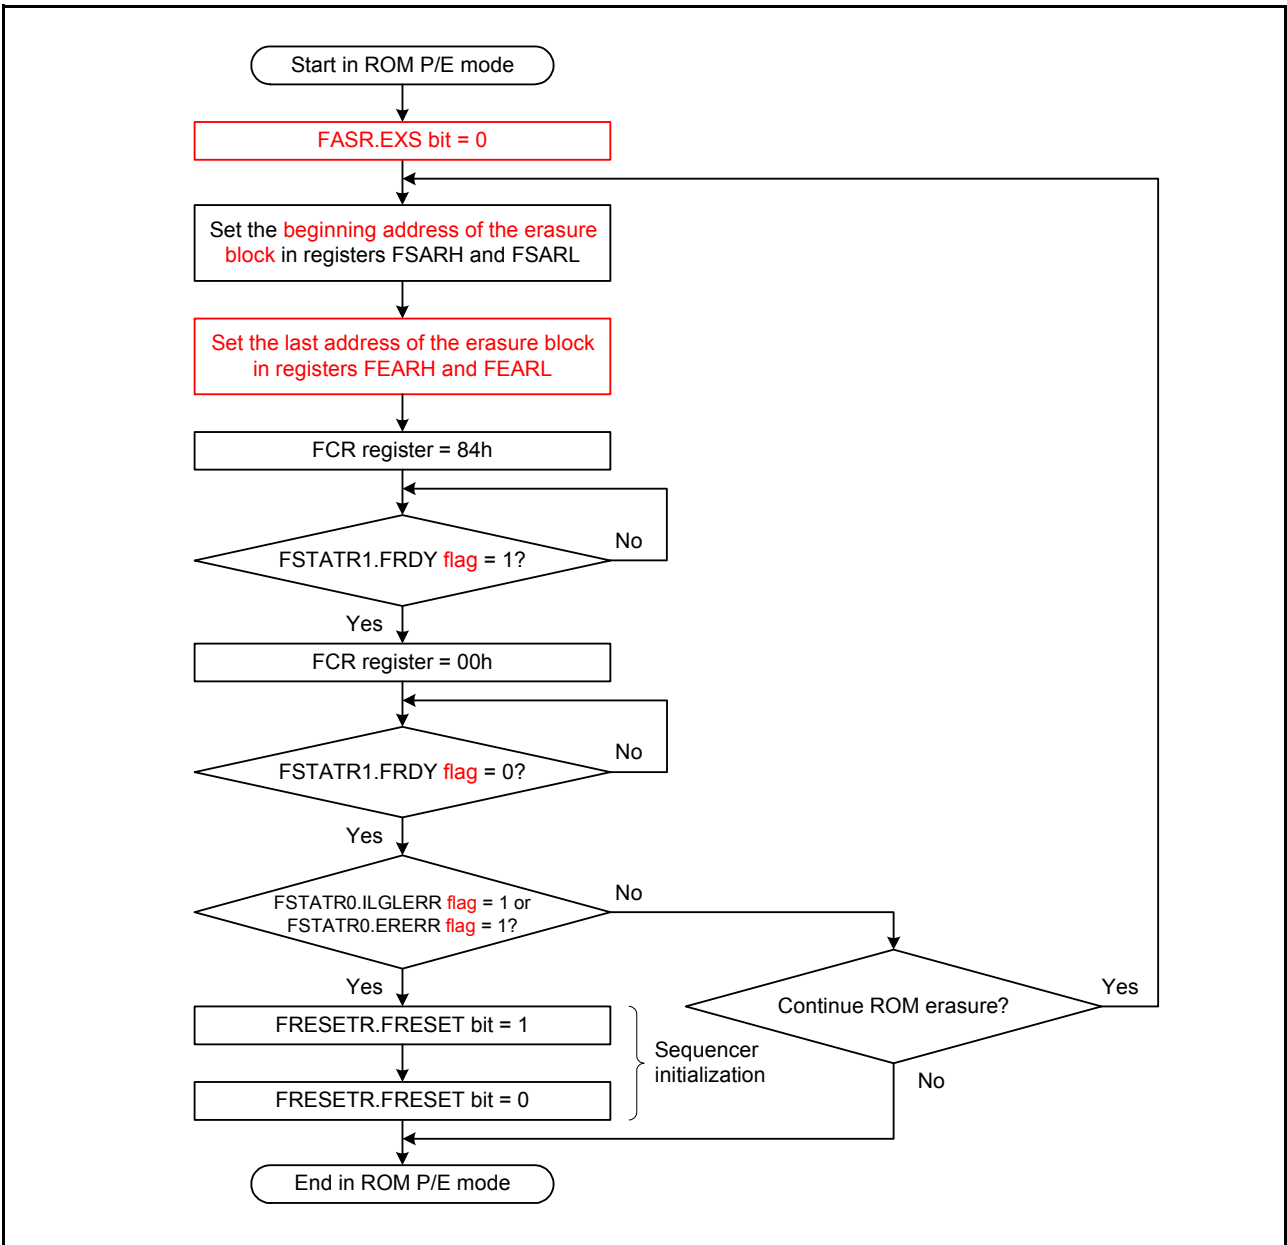 Start in ROM P/E mode
FASR.EXS bit = 0
Set the beginning address of the erasure
block in registers FSARH and FSARL
Set the last address of the erasure block
in registers FEARH and FEARL
FCR register = 84h
FSTATR1.FRDY flag = 1?
No
Yes
FCR register = 00h
FSTATR1.FRDY flag = 0?
No
Yes
FSTATR0.ILGLERR flag = 1 or
FSTATR0.ERERR flag = 1?
No
Yes
Continue ROM erasure?
Yes
No
FRESETR.FRESET bit = 1
FRESETR.FRESET bit = 0
Sequencer
initialization
End in ROM P/E mode